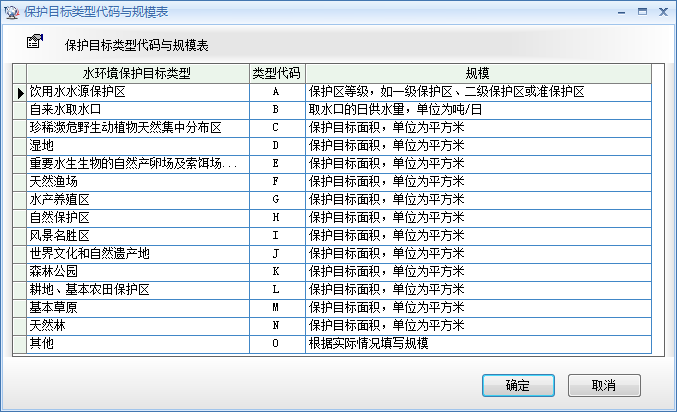 保护目标类型代码与规模表
保护目标类型代码与规模表
水环境保护目标类型 类型代码 规模
饮用水水源保护区 A 保护区等级，如一级保护区、二级保护区或准保护区
自来水取水口 B 取水口的日供水量，单位为吨/日
珍稀濒危野生动植物天然集中分布区 C 保护目标面积，单位为平方米
湿地 D 保护目标面积，单位为平方米
重要水生生物的自然产卵场及索饵场... E 保护目标面积，单位为平方米
天然渔场 F 保护目标面积，单位为平方米
水产养殖区 G 保护目标面积，单位为平方米
自然保护区 H 保护目标面积，单位为平方米
风景名胜区 I 保护目标面积，单位为平方米
世界文化和自然遗产地 J 保护目标面积，单位为平方米
森林公园 K 保护目标面积，单位为平方米
耕地、基本农田保护区 L 保护目标面积，单位为平方米
基本草原 M 保护目标面积，单位为平方米
天然林 N 保护目标面积，单位为平方米
其他 O 根据实际情况填写规模
确定 取消